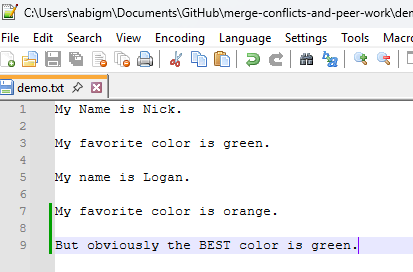 C:\Users\nabigm\Documents\GitHub\merge-conflicts-and-peer-work\de
File Edit Search View Encoding Language Settings Tools Macr
demo.txt
1 My Name is Nick.
2
3 My favorite color is green.
4
5 My name is Logan.
6
7 My favorite color is orange.
8
9 But obviously the BEST color is green.